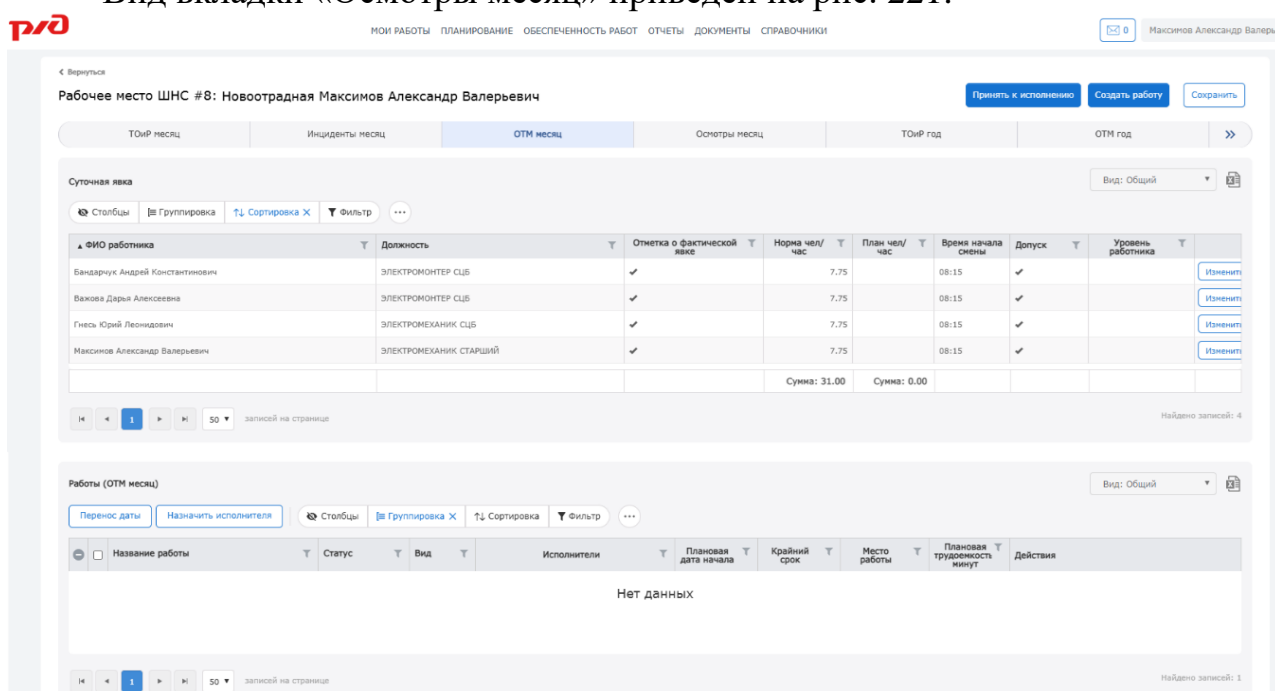 Вид вкладки «Осмотры месяц» приведен на рис. 221.
ржд
МОИ РАБОТЫ ПЛАНИРОВАНИЕ ОБЕСПЕЧЕННОСТЬ РАБОТ ОТЧЕТЫ ДОКУМЕНТЫ СПРАВОЧНИКИ
0 Максимов Александр Валерь
Вернуться
Рабочее место ШНС #8: Новоотрадная Максимов Александр Валерьевич
Принять к исполнению Создать работу Сохранить
ТОиР месяц Инциденты месяц ОТМ месяц Осмотры месяц ТОиР год ОТМ год »
Суточная явка
Вид: Общий
Столбцы Группировка Сортировка X Фильтр ...
ФИО работника Должность Отметка о фактической явке Норма чел/час План чел/час Время начала смены Допуск Уровень работника
Бандарчук Андрей Константинович ЭЛЕКТРОМОНТЕР СЦБ ✔ 7.75 08:15 ✔ Изменить
Важова Дарья Алексеевна ЭЛЕКТРОМОНТЕР СЦБ ✔ 7.75 08:15 ✔ Изменить
Гнесь Юрий Леонидович ЭЛЕКТРОМЕХАНИК СЦБ ✔ 7.75 08:15 ✔ Изменить
Максимов Александр Валерьевич ЭЛЕКТРОМЕХАНИК СТАРШИЙ ✔ 7.75 08:15 ✔ Изменить
Сумма: 31.00 Сумма: 0.00
1 50 записей на странице
Найдено записей: 4
Работы (ОТМ месяц)
Вид: Общий
Перенос даты Назначить исполнителя Столбцы Группировка X Сортировка Фильтр ...
Название работы Статус Вид Исполнители Плановая дата начала Крайний срок Место работы Плановая трудоемкость минут Действия
Нет данных
1 50 записей на странице
Найдено записей: 1